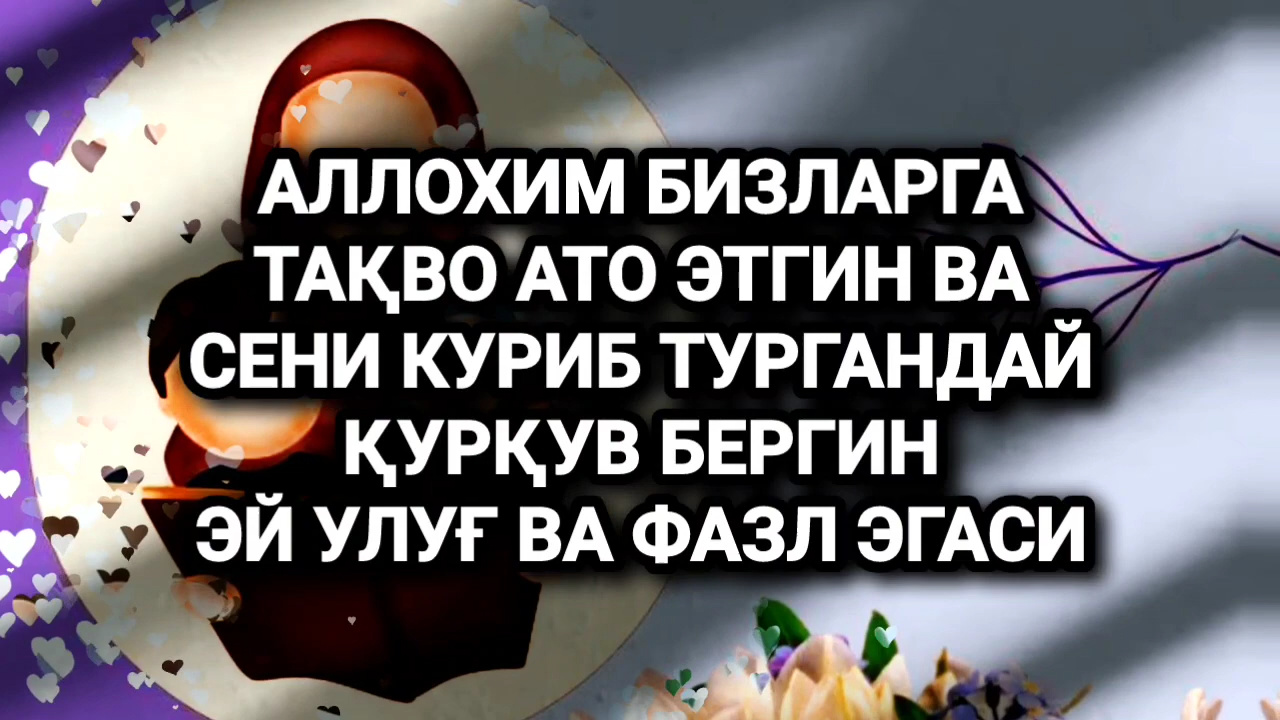 АЛЛОХИМ БИЗЛАРГА
ТАҚВО АТО ЭТГИН ВА
СЕНИ КУРИБ ТУРГАНДАЙ
ҚУРҚУВ БЕРГИН
ЭЙ УЛУҒ ВА ФАЗЛ ЭГАСИ